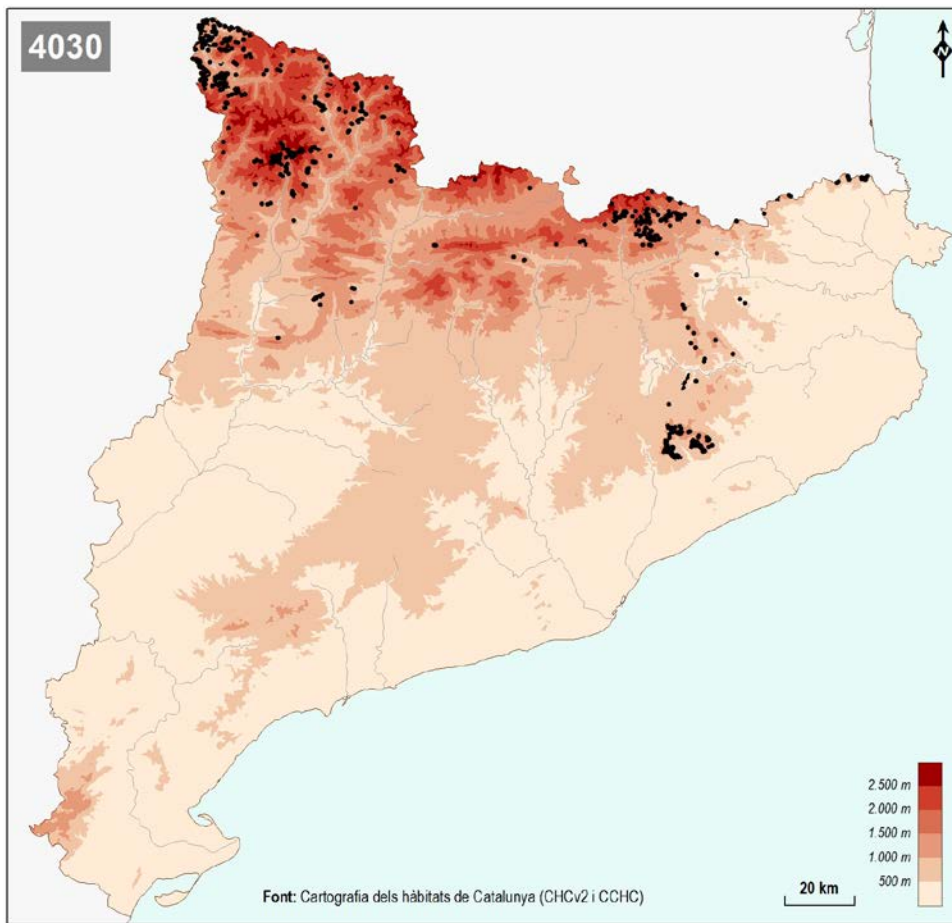 4030
N
2.500 m
2.000 m
1.500 m
1.000 m
500 m
20 km
Font: Cartografia dels hàbitats de Catalunya (CHCv2 i CCHC)